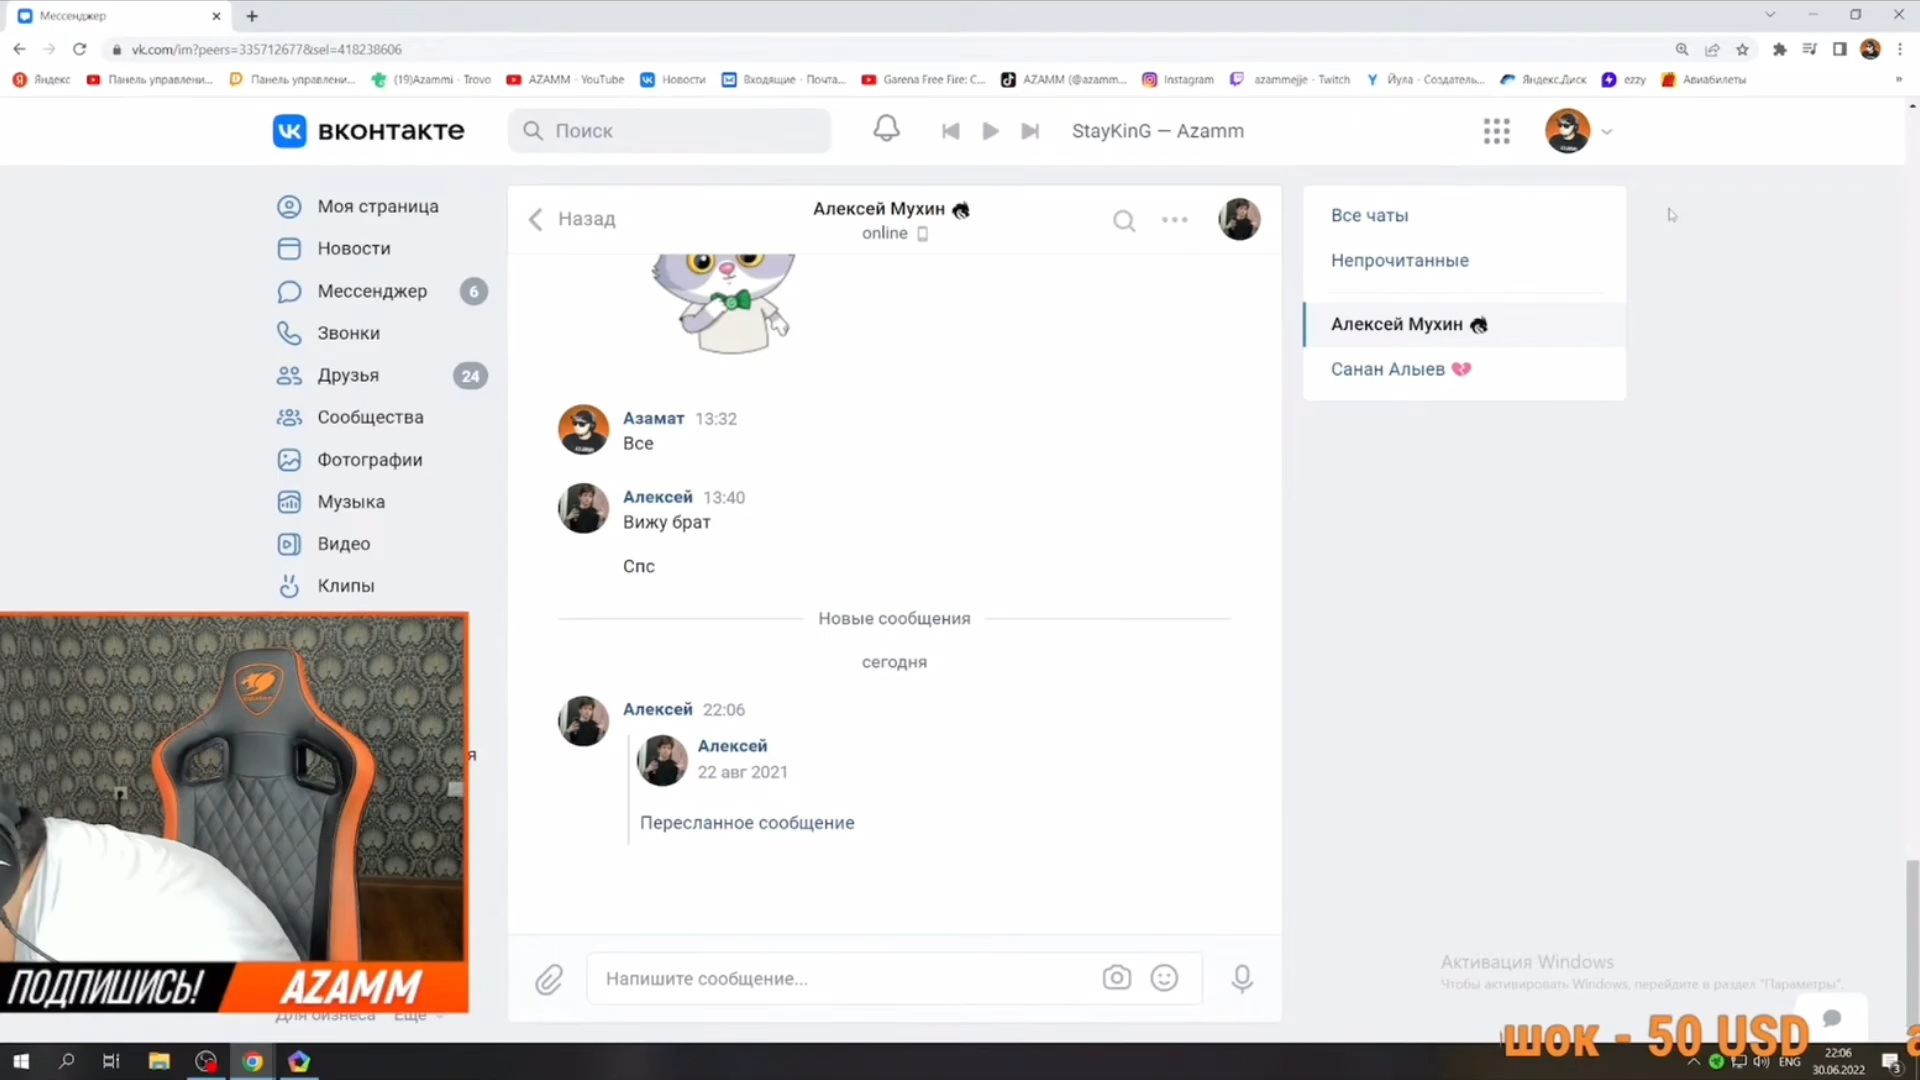 Мессенджер
vk.com/im?peers=335712677&sel=418238606
Яндекс
Панель управлени...
Панель управлени...
(19)Azammi - Trovo
AZAMM - YouTube
Новости
Входящие - Почта...
Garena Free Fire: C...
AZAMM (@azamm...
Instagram
azammejje - Twitch
Йула - Создатель...
Яндекс.Диск
ezzy
Авиабилеты
»
ВКОНТАКТЕ
Поиск
StayKinG — Azamm
Моя страница
Новости
Мессенджер 6
Звонки
Друзья 24
Сообщества
Фотографии
Музыка
Видео
Клипы
я
Для бизнеса Ещё
Назад
Алексей Мухин
online
Азамат 13:32
Все
Алексей 13:40
Вижу брат
Спс
Новые сообщения
сегодня
Алексей 22:06
Алексей
22 авг 2021
Пересланное сообщение
Напишите сообщение...
Все чаты
Непрочитанные
Алексей Мухин
Санан Алыев
ПОДПИШИСЬ! AZAMM
COUGAR
Активация Windows
Чтобы активировать Windows, перейдите в раздел "Параметры".
шок - 50 USD
ENG
22:06
30.06.2022
3